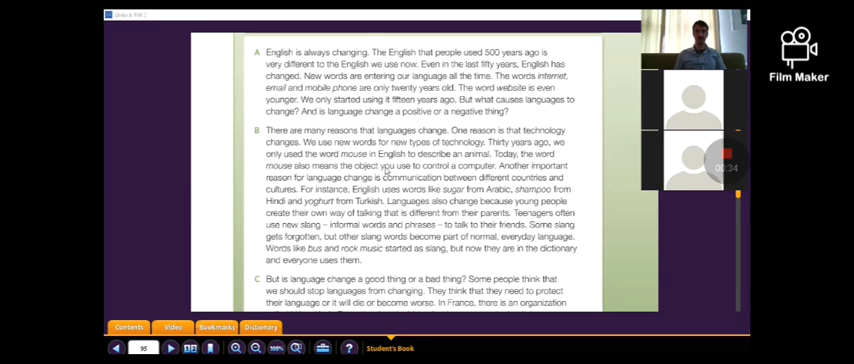 Unlock RW 2
A English is always changing. The English that people used 500 years ago is
very different to the English we use now. Even in the last fifty years, English has
changed. New words are entering our language all the time. The words internet,
email and mobile phone are only twenty years old. The word website is even
younger. We only started using it fifteen years ago. But what causes languages to
change? And is language change a positive or a negative thing?
B There are many reasons that languages change. One reason is that technology
changes. We use new words for new types of technology. Thirty years ago, we
only used the word mouse in English to describe an animal. Today, the word
mouse also means the object you use to control a computer. Another important
reason for language change is communication between different countries and
cultures. For instance, English uses words like sugar from Arabic, shampoo from
Hindi and yoghurt from Turkish. Languages also change because young people
create their own way of talking that is different from their parents. Teenagers often
use new slang – informal words and phrases – to talk to their friends. Some slang
gets forgotten, but other slang words become part of normal, everyday language.
Words like bus and rock music started as slang, but now they are in the dictionary
and everyone uses them.
C But is language change a good thing or a bad thing? Some people think that
we should stop languages from changing. They think that they need to protect
their language or it will die or become worse. In France, there is an organization
Film Maker
00:34
Contents
Video
Bookmarks
Dictionary
95
100%
?
Student's Book